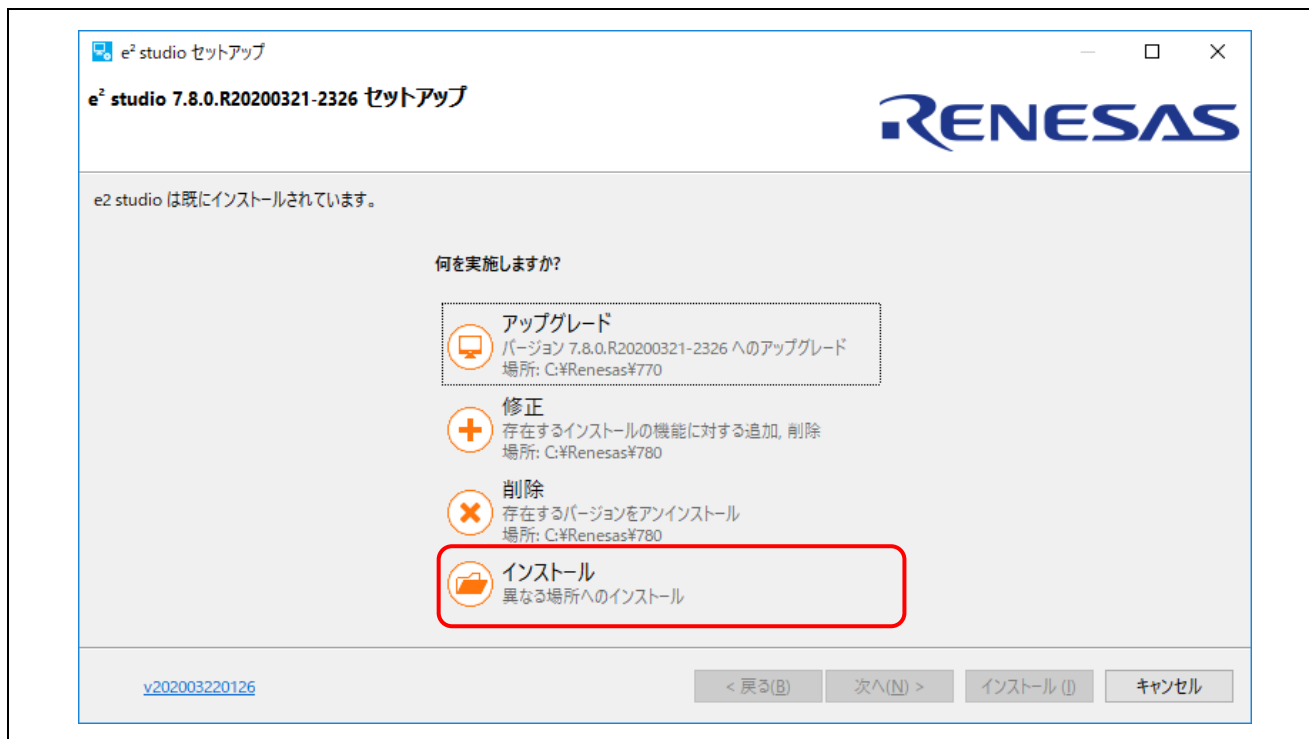 e² studio セットアップ
e² studio 7.8.0.R20200321-2326 セットアップ
RENESAS
e2 studio は既にインストールされています。
何を実施しますか?
アップグレード
バージョン 7.8.0.R20200321-2326 へのアップグレード
場所: C:¥Renesas¥770
修正
存在するインストールの機能に対する追加, 削除
場所: C:¥Renesas¥780
削除
存在するバージョンをアンインストール
場所: C:¥Renesas¥780
インストール
異なる場所へのインストール
v202003220126 < 戻る(B) 次へ(N) > インストール (I) キャンセル